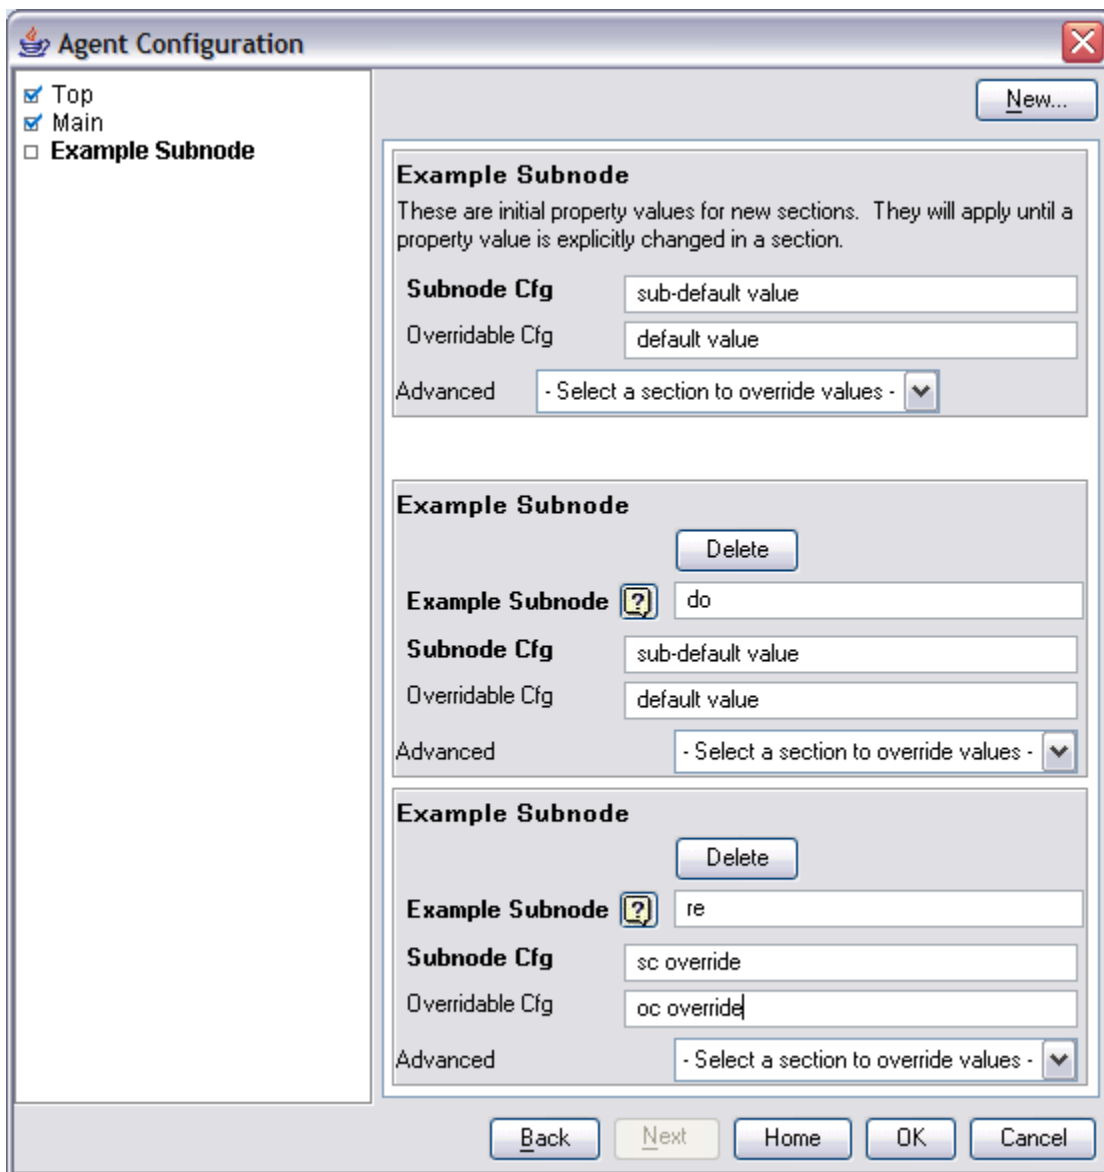 Agent Configuration
Top
Main
Example Subnode
New...
Example Subnode
These are initial property values for new sections. They will apply until a
property value is explicitly changed in a section.
Subnode Cfg sub-default value
Overridable Cfg default value
Advanced - Select a section to override values -
Example Subnode
Delete
Example Subnode ? do
Subnode Cfg sub-default value
Overridable Cfg default value
Advanced - Select a section to override values -
Example Subnode
Delete
Example Subnode ? re
Subnode Cfg sc override
Overridable Cfg oc override
Advanced - Select a section to override values -
Back Next Home OK Cancel